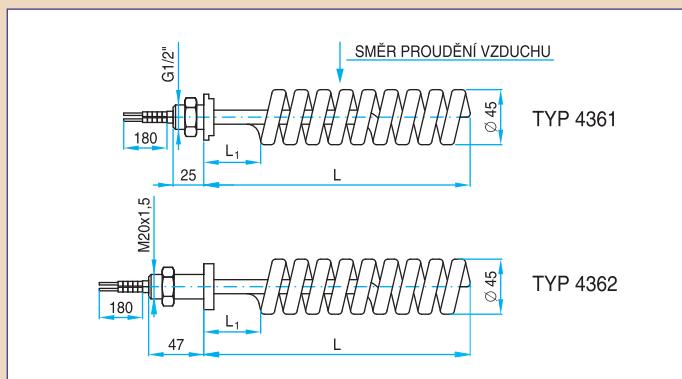 SMĚR PROUDĚNÍ VZDUCHU
G1/2"
Ø 45
TYP 4361
180
L1
25
L
M20x1,5
Ø 45
TYP 4362
180
L1
47
L